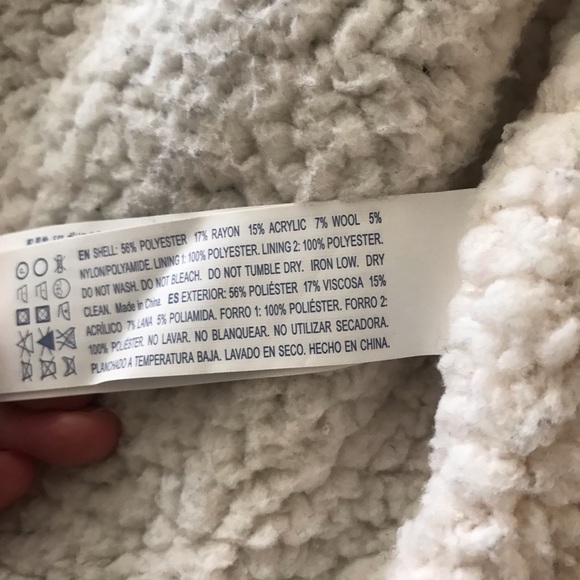 EN SHELL: 56% POLYESTER 17% RAYON 15% ACRYLIC 7% WOOL 5%
NYLON/POLYAMIDE. LINING 1: 100% POLYESTER. LINING 2: 100% POLYESTER.
DO NOT WASH. DO NOT BLEACH. DO NOT TUMBLE DRY. IRON LOW. DRY
CLEAN. Made in China. ES EXTERIOR: 56% POLIÉSTER 17% VISCOSA 15%
ACRÍLICO 7% LANA 5% POLIAMIDA. FORRO 1: 100% POLIÉSTER. FORRO 2:
100% POLIÉSTER. NO LAVAR. NO BLANQUEAR. NO UTILIZAR SECADORA.
PLANCHADO A TEMPERATURA BAJA. LAVADO EN SECO. HECHO EN CHINA.